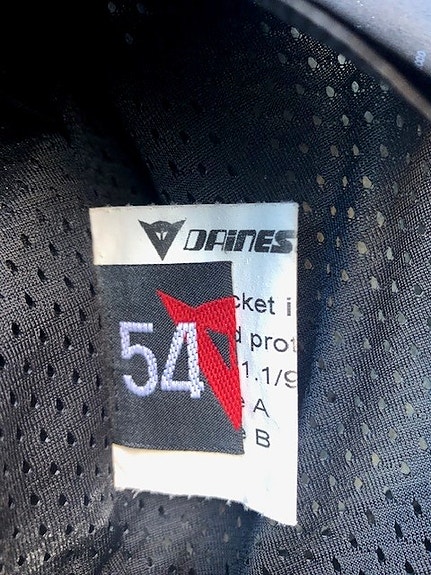 DAINES
54
cket i
d prot
1.1/9
A
B